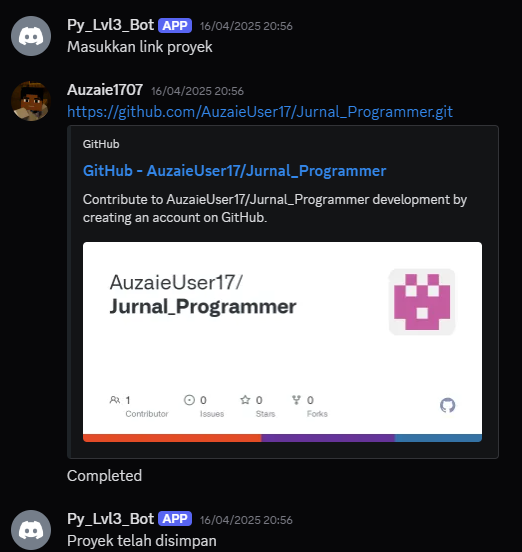 Py_Lvl3_Bot APP 16/04/2025 20:56
Masukkan link proyek
Auzaie1707 16/04/2025 20:56
https://github.com/AuzaieUser17/Jurnal_Programmer.git
GitHub
GitHub - AuzaieUser17/Jurnal_Programmer
Contribute to AuzaieUser17/Jurnal_Programmer development by
creating an account on GitHub.
AuzaieUser17/
Jurnal_Programmer
1 0 0 0
Contributor Issues Stars Forks
Completed
Py_Lvl3_Bot APP 16/04/2025 20:56
Proyek telah disimpan